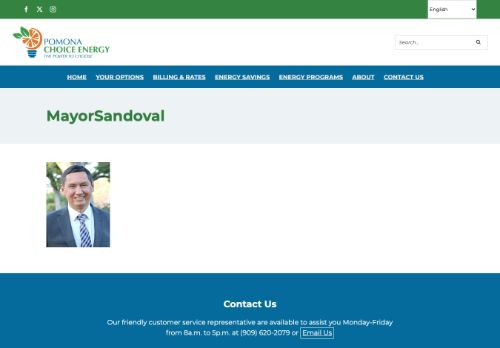 English
POMONA
CHOICE ENERGY
THE POWER TO CHOOSE
Search...
HOME YOUR OPTIONS BILLING & RATES ENERGY SAVINGS ENERGY PROGRAMS ABOUT CONTACT US
MayorSandoval
Contact Us
Our friendly customer service representative are available to assist you Monday-Friday
from 8a.m. to 5p.m. at (909) 620-2079 or Email Us